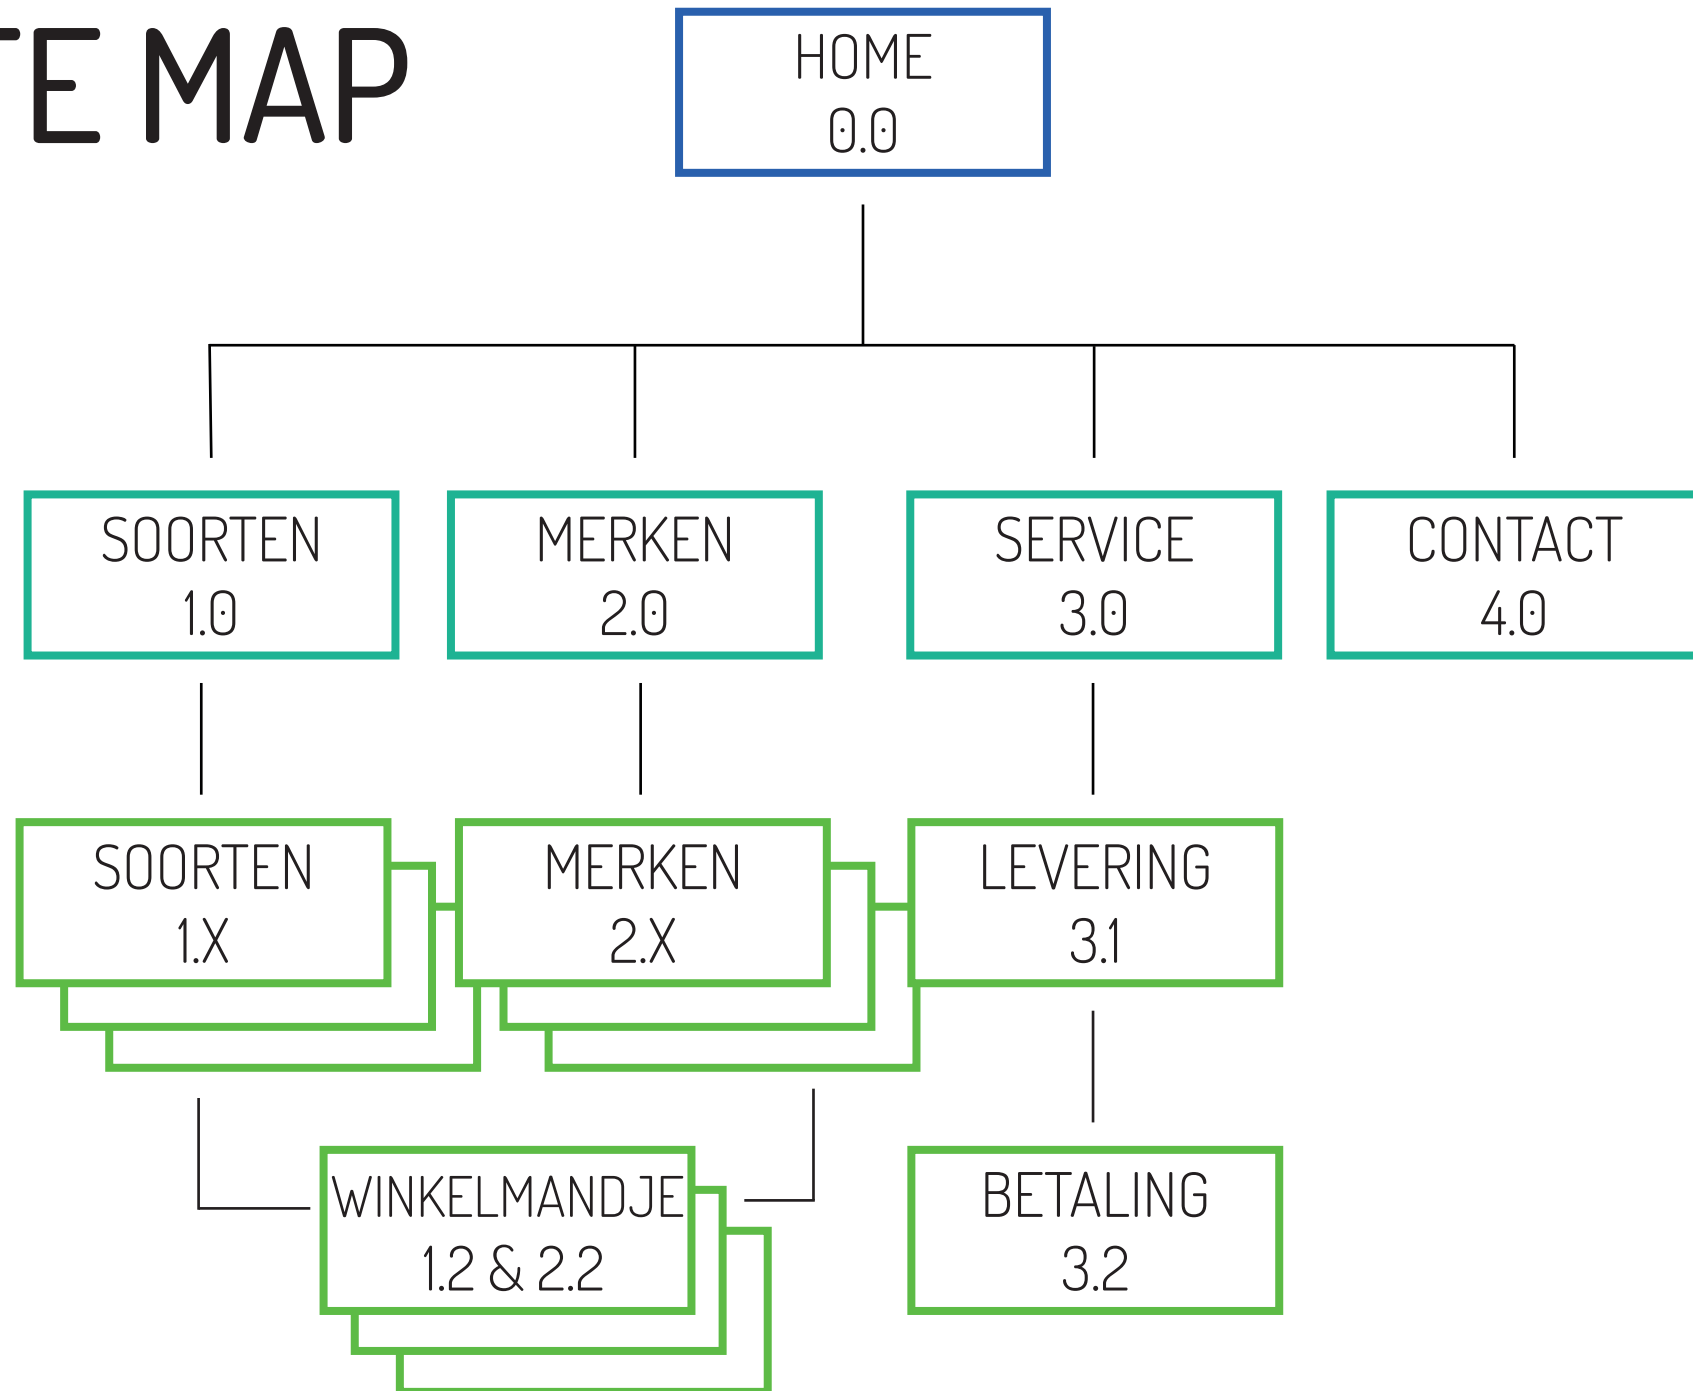 TE MAP
HOME
0.0
SOORTEN
1.0
MERKEN
2.0
SERVICE
3.0
CONTACT
4.0
SOORTEN
1.X
MERKEN
2.X
LEVERING
3.1
WINKELMANDJE
1.2 & 2.2
BETALING
3.2